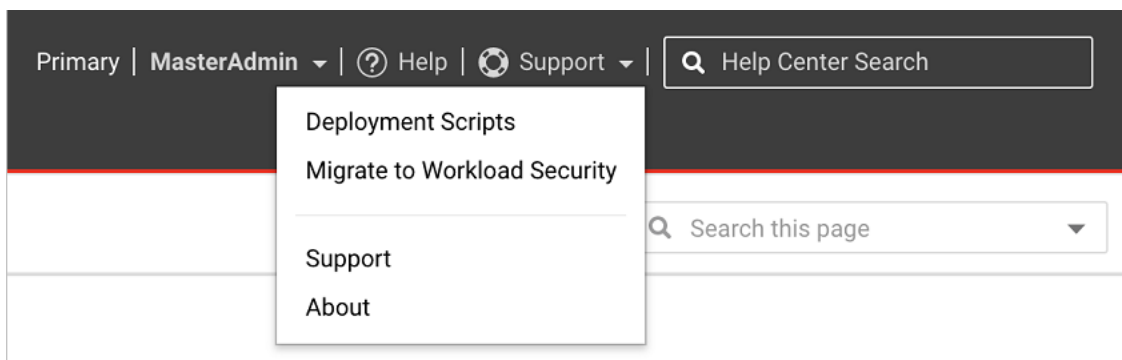 Primary | MasterAdmin | Help | Support | Help Center Search
Deployment Scripts
Migrate to Workload Security
Search this page
Support
About